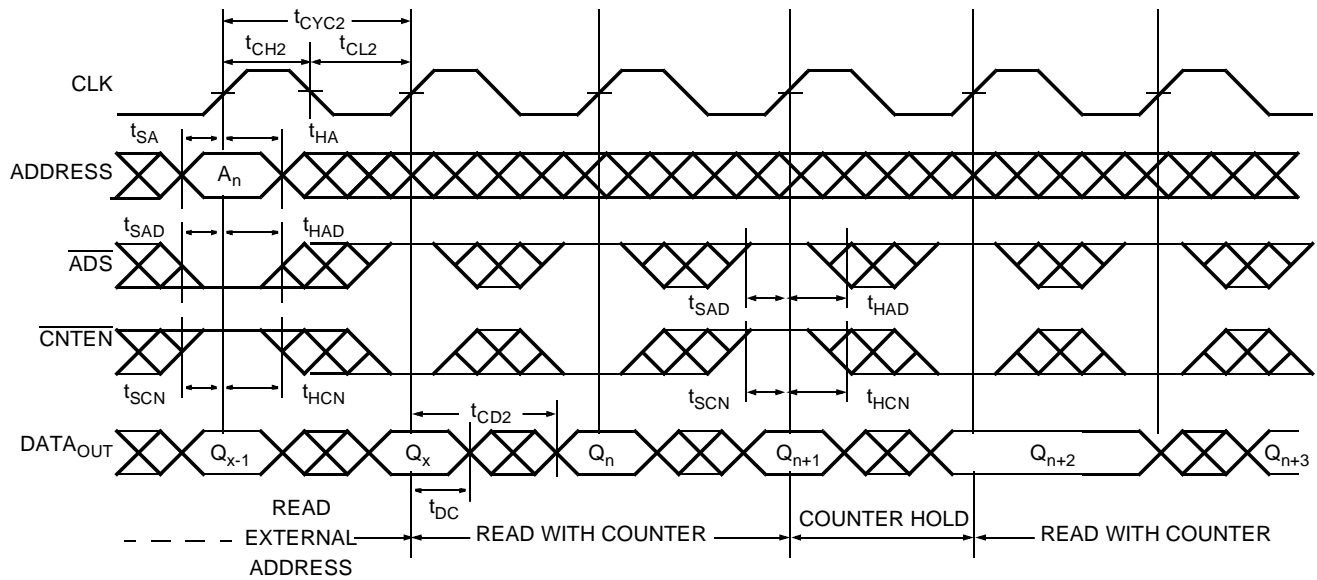 tCYC2
tCH2 tCL2
CLK
tSA tHA
ADDRESS An
tSAD tHAD
ADS
tSAD tHAD
CNTEN
tSCN tHCN tSCN tHCN
tCD2
DATAOUT Qx-1 Qx Qn Qn+1 Qn+2 Qn+3
tDC
READ
EXTERNAL
ADDRESS
READ WITH COUNTER COUNTER HOLD READ WITH COUNTER